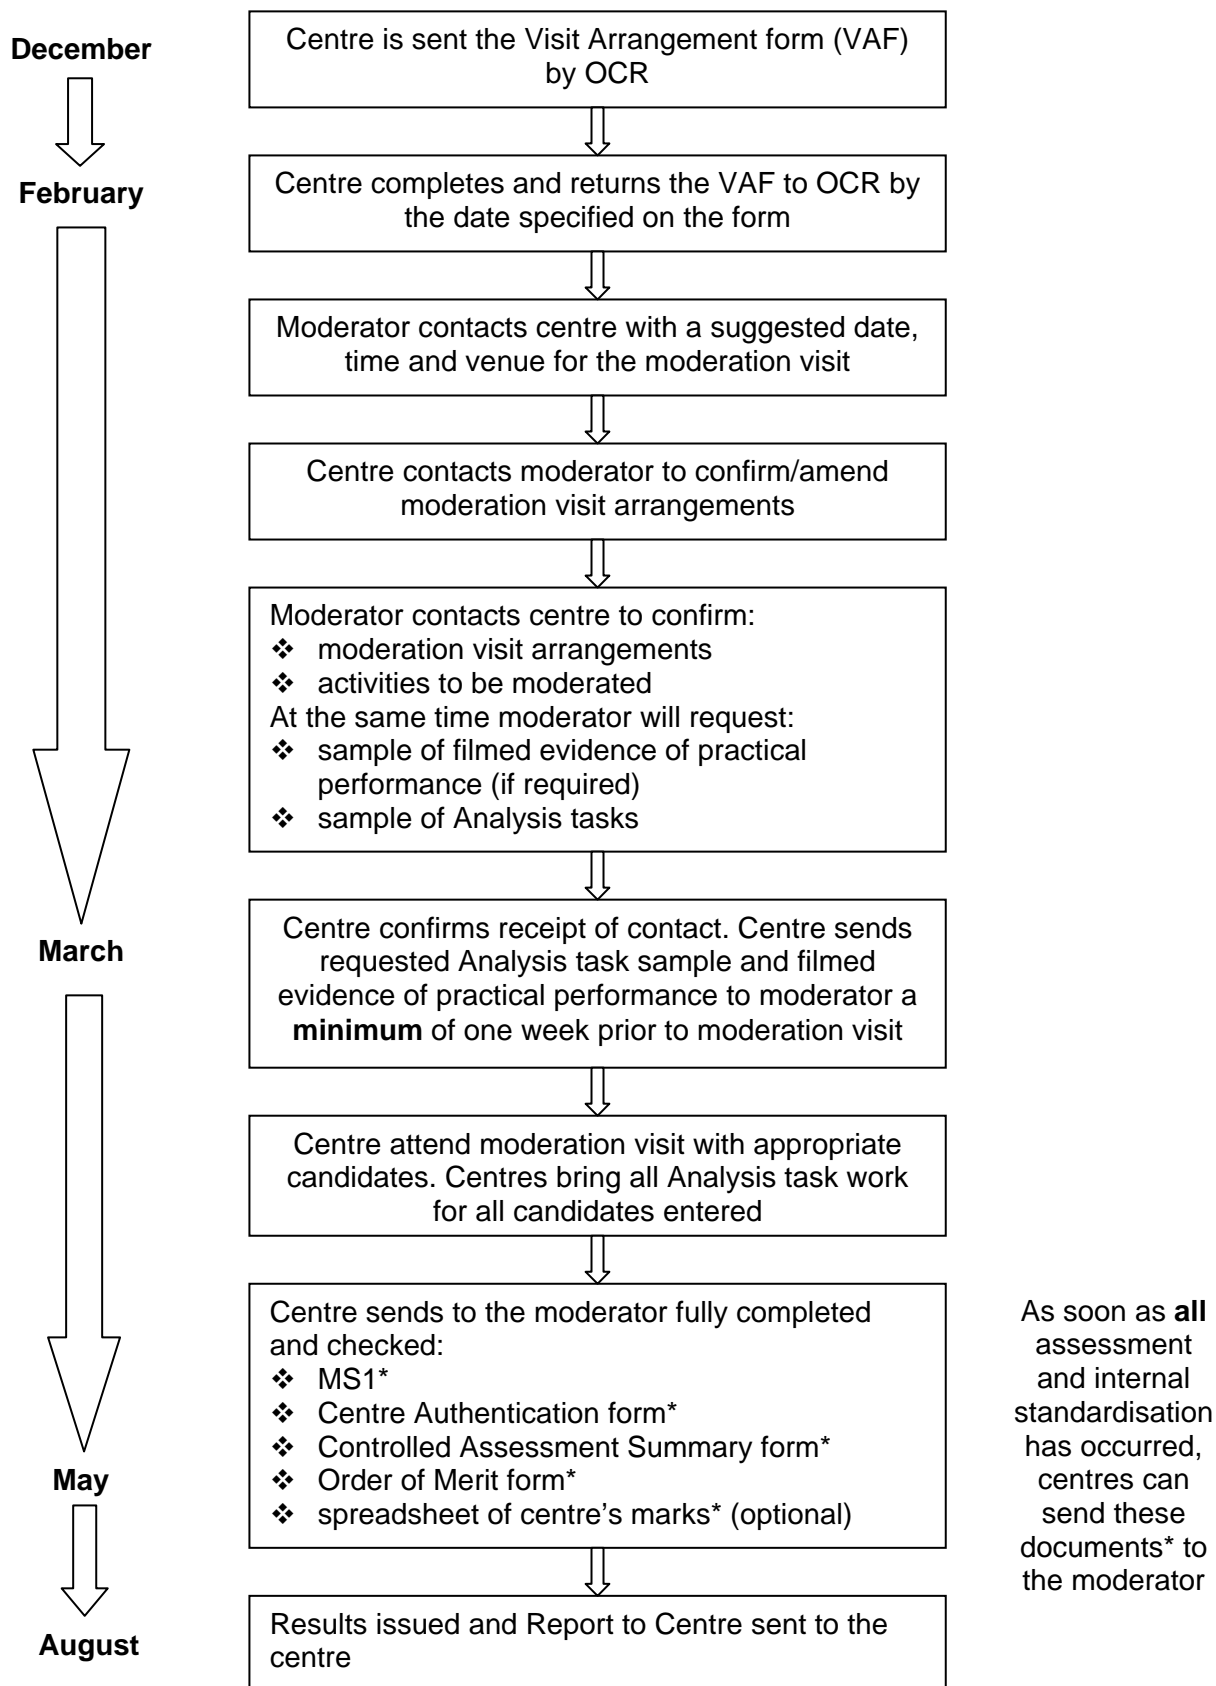 December
Centre is sent the Visit Arrangement form (VAF)
by OCR
February
Centre completes and returns the VAF to OCR by
the date specified on the form
Moderator contacts centre with a suggested date,
time and venue for the moderation visit
Centre contacts moderator to confirm/amend
moderation visit arrangements
Moderator contacts centre to confirm:
❖ moderation visit arrangements
❖ activities to be moderated
At the same time moderator will request:
❖ sample of filmed evidence of practical
performance (if required)
❖ sample of Analysis tasks
March
Centre confirms receipt of contact. Centre sends
requested Analysis task sample and filmed
evidence of practical performance to moderator a
minimum of one week prior to moderation visit
Centre attend moderation visit with appropriate
candidates. Centres bring all Analysis task work
for all candidates entered
Centre sends to the moderator fully completed
and checked:
❖ MS1*
❖ Centre Authentication form*
❖ Controlled Assessment Summary form*
❖ Order of Merit form*
❖ spreadsheet of centre's marks* (optional)
As soon as all
assessment
and internal
standardisation
has occurred,
centres can
send these
documents* to
the moderator
May
August
Results issued and Report to Centre sent to the
centre